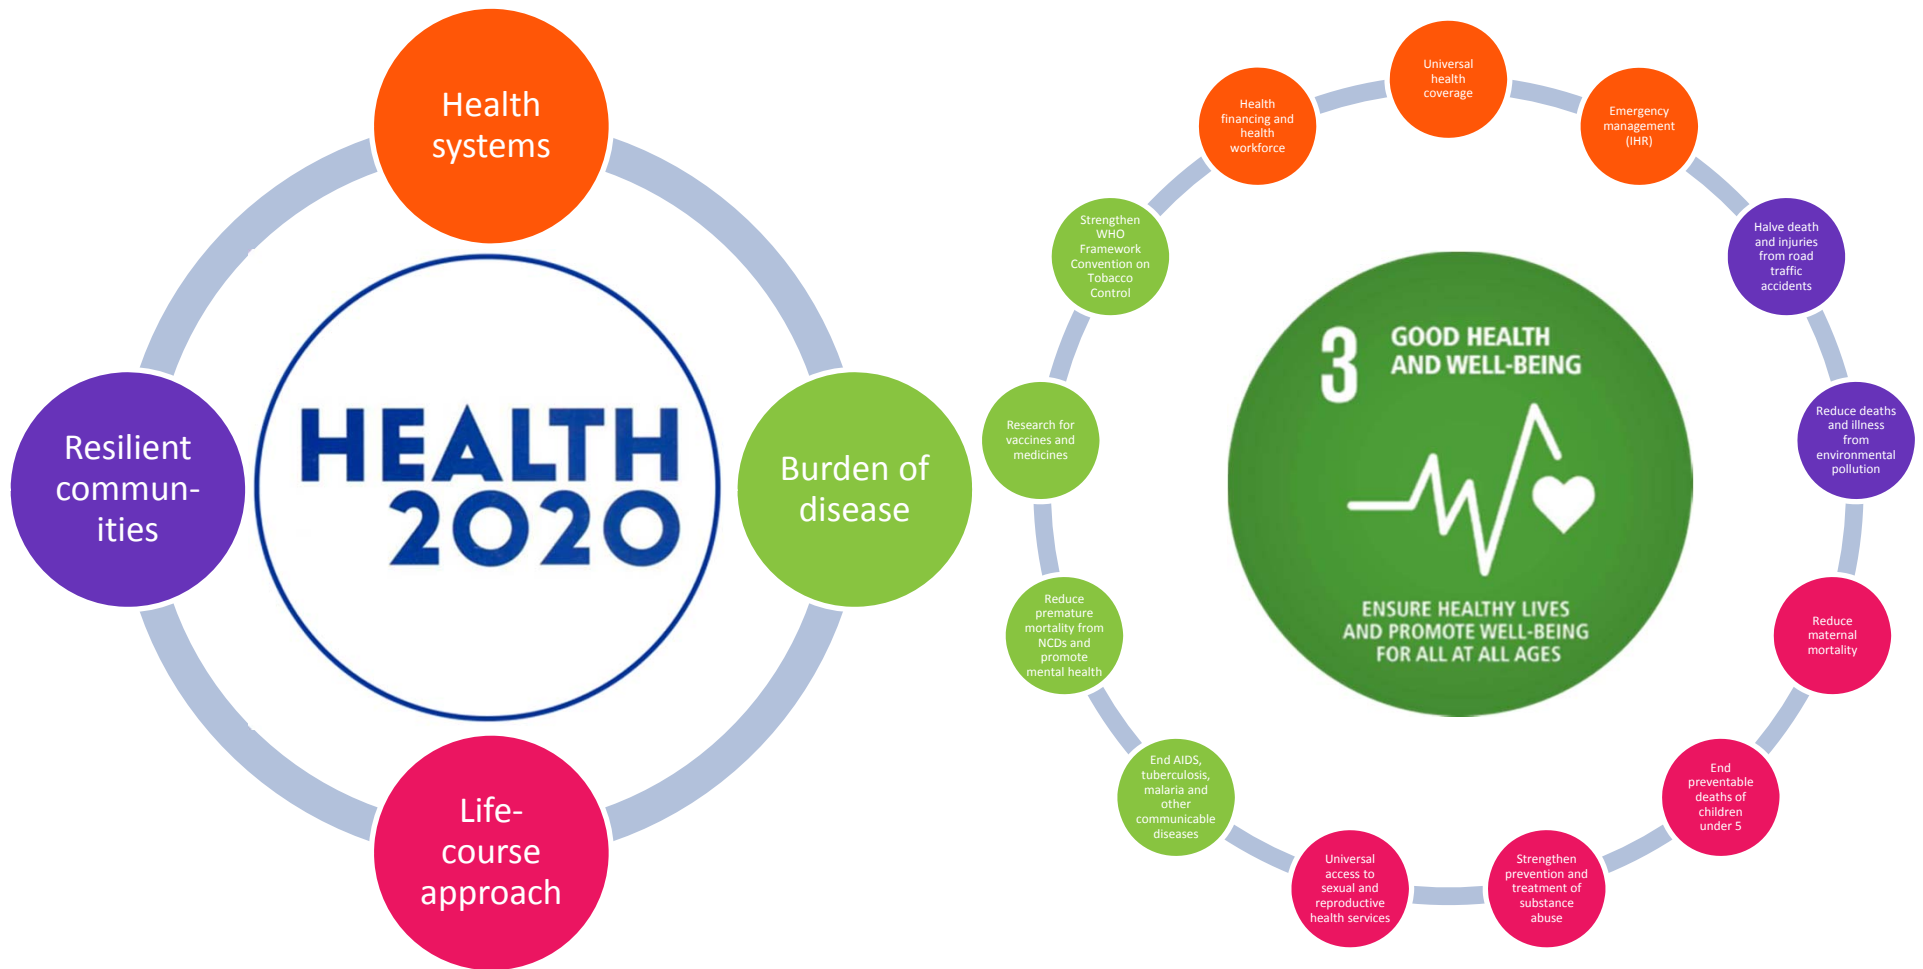 Health
systems
Resilient
commun-
ities
HEALTH
2020
Burden of
disease
Life-
course
approach
Universal
health
coverage
Emergency
management
(IHR)
Halve death
and injuries
from road
traffic
accidents
Reduce deaths
and illness
from
environmental
pollution
Reduce
maternal
mortality
End
preventable
deaths of
children
under 5
Strengthen
prevention and
treatment of
substance
abuse
Universal
access to
sexual and
reproductive
health services
End AIDS,
tuberculosis,
malaria and
other
communicable
diseases
Reduce
premature
mortality from
NCDs and
promote
mental health
Research for
vaccines and
medicines
Strengthen
WHO
Framework
Convention on
Tobacco
Control
Health
financing and
health
workforce
3 GOOD HEALTH
AND WELL-BEING
ENSURE HEALTHY LIVES
AND PROMOTE WELL-BEING
FOR ALL AT ALL AGES